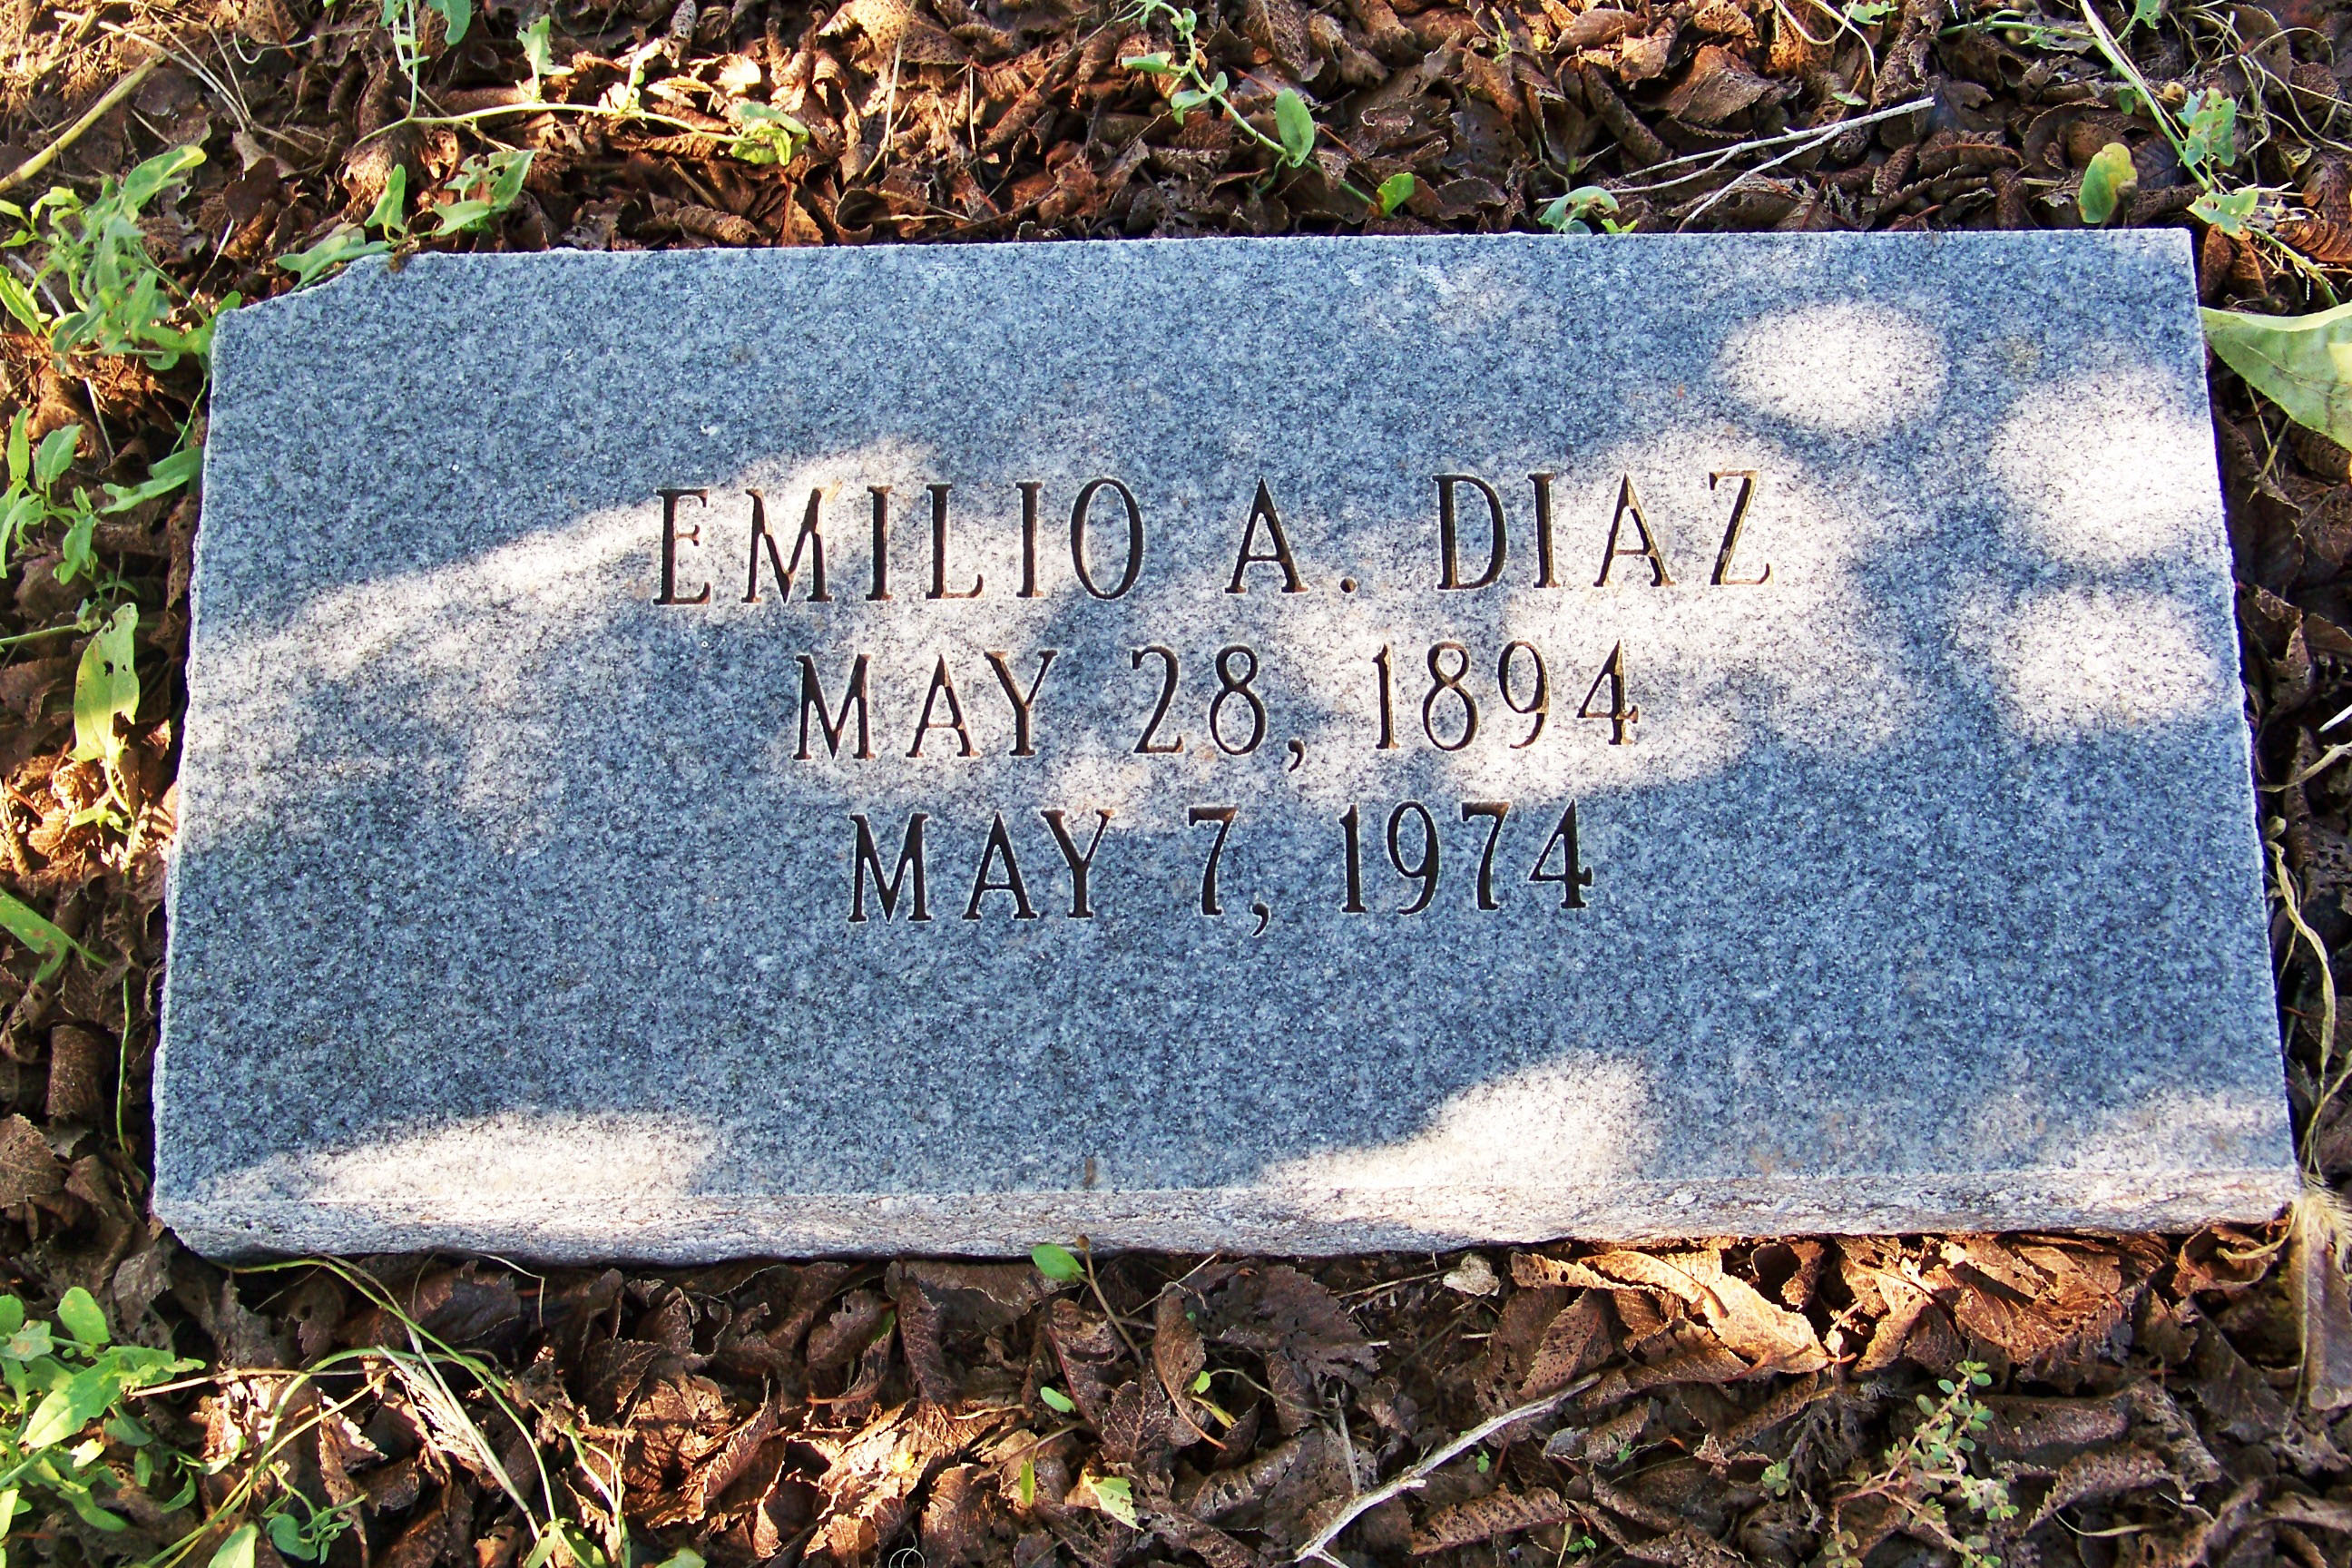 EMILIO A. DIAZ
MAY 28, 1894
MAY 7, 1974